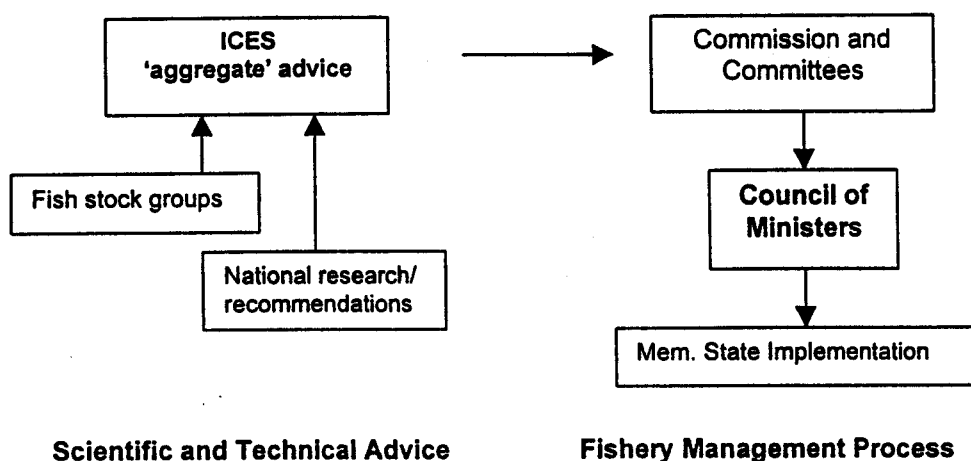 ICES
'aggregate' advice
Commission and
Committees
Fish stock groups
Council of
Ministers
National research/
recommendations
Mem. State Implementation
Scientific and Technical Advice
Fishery Management Process